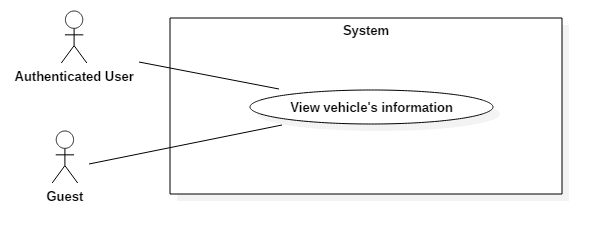 System
Authenticated User
View vehicle's information
Guest